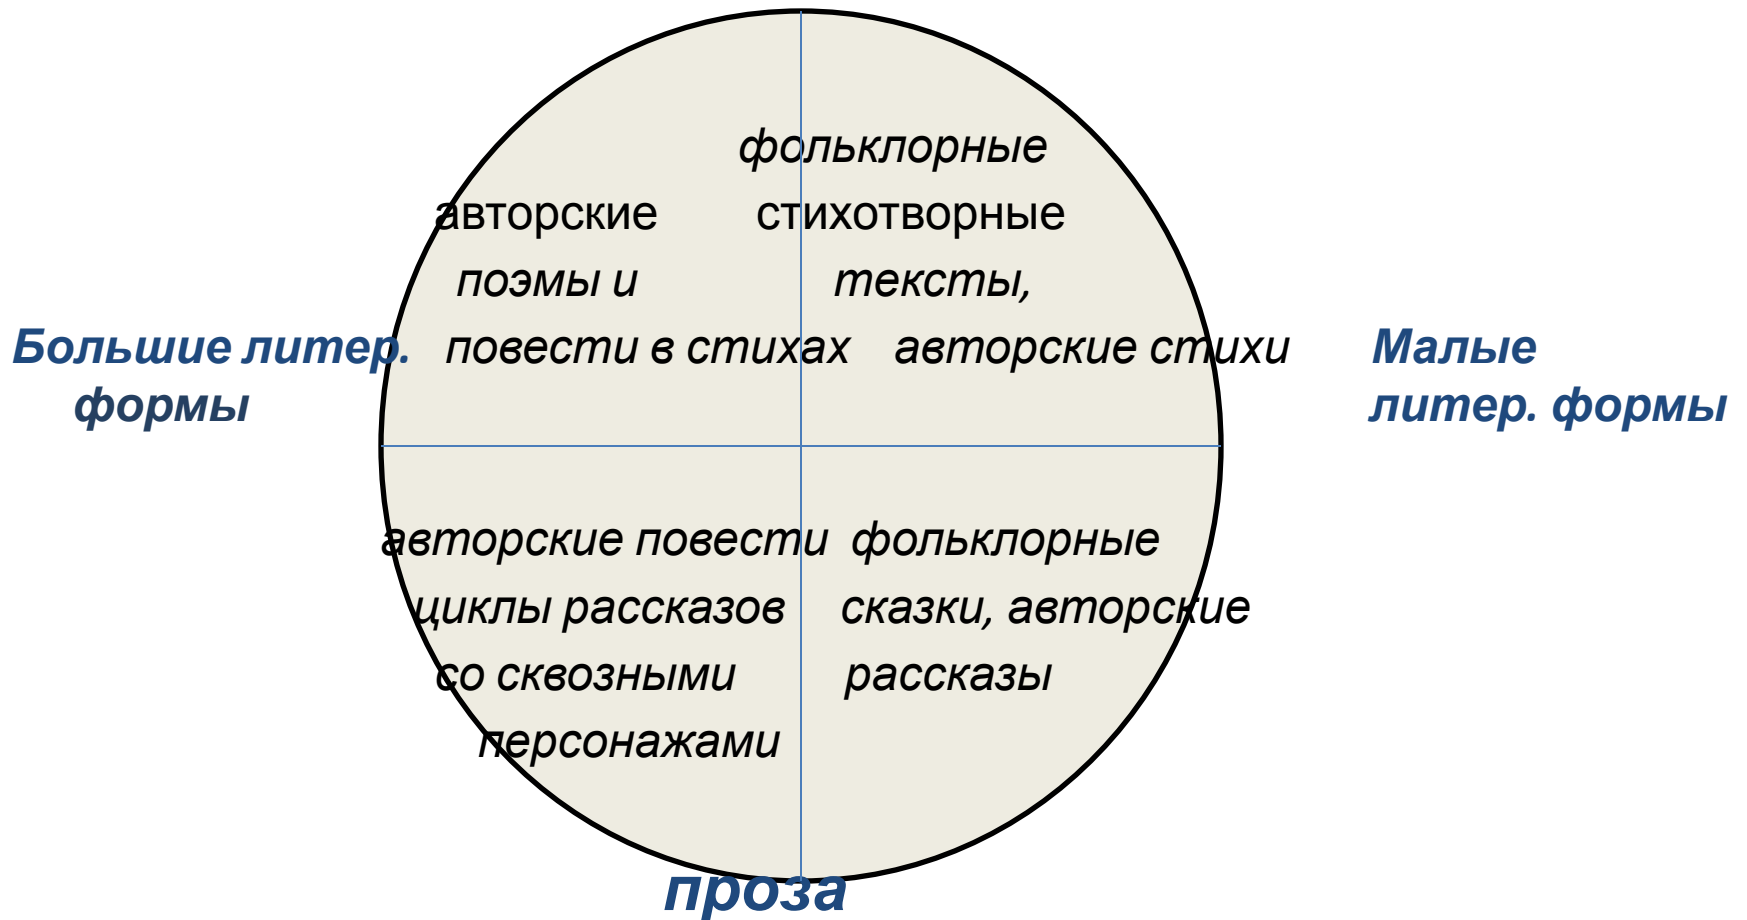 фольклорные
авторские стихотворные
поэмы и тексты,
Большие литер. повести в стихах авторские стихи Малые
формы литер. формы
авторские повести фольклорные
циклы рассказов сказки, авторские
со сквозными рассказы
персонажами
проза